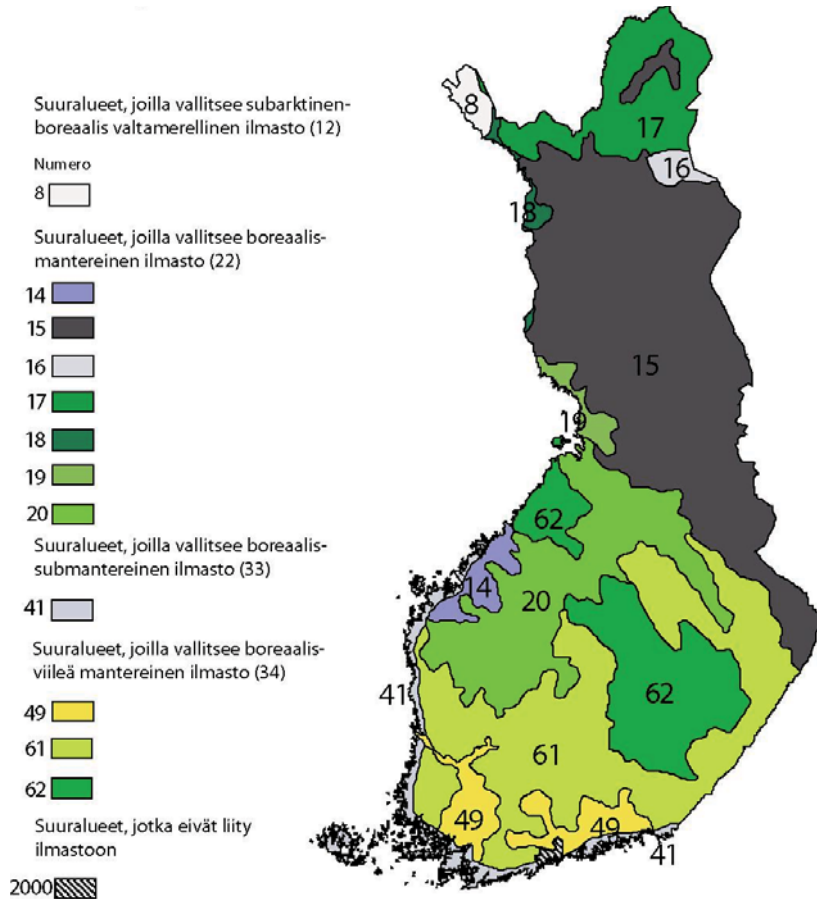 Suuralueet, joilla vallitsee subarktinen-
boreaalis valtamerellinen ilmasto (12)
Numero
8
Suuralueet, joilla vallitsee boreaalis-
mantereinen ilmasto (22)
14
15
16
17
18
19
20
Suuralueet, joilla vallitsee boreaalis-
submantereinen ilmasto (33)
41
Suuralueet, joilla vallitsee boreaalis-
viileä mantereinen ilmasto (34)
49
61
62
Suuralueet, jotka eivät liity
ilmastoon
2000
8
17
16
18
15
19
62
14
20
41
62
61
49
49
41